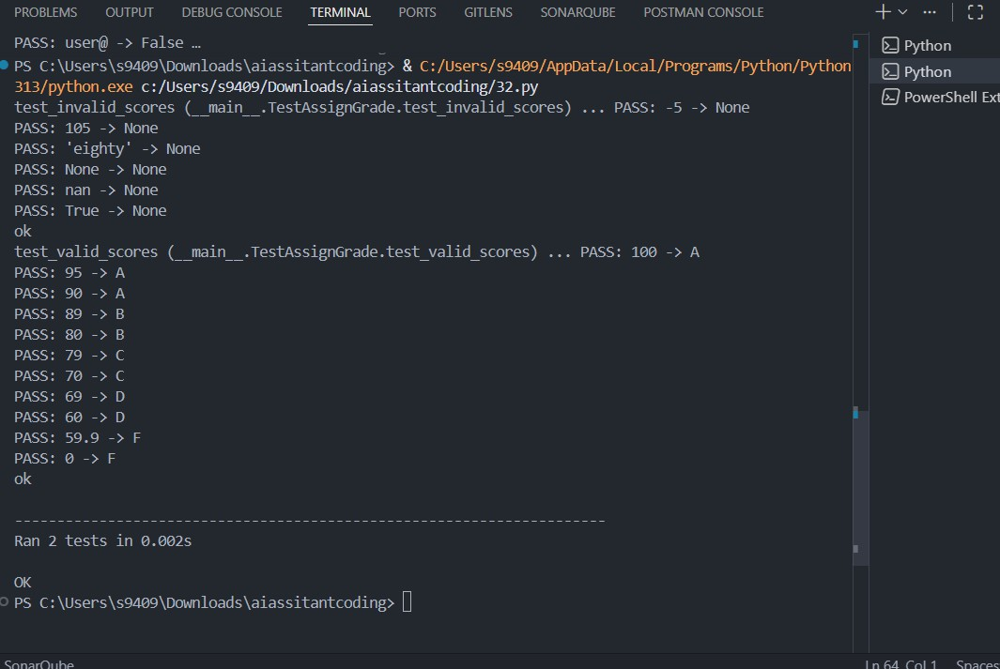 PROBLEMS OUTPUT DEBUG CONSOLE TERMINAL PORTS GITLENS SONARQUBE POSTMAN CONSOLE
PASS: user@ -> False …
PS C:\Users\s9409\Downloads\aiassitantcoding> & C:/Users/s9409/AppData/Local/Programs/Python/Python
313/python.exe c:/Users/s9409/Downloads/aiassitantcoding/32.py
test_invalid_scores (__main__.TestAssignGrade.test_invalid_scores) ... PASS: -5 -> None
PASS: 105 -> None
PASS: 'eighty' -> None
PASS: None -> None
PASS: nan -> None
PASS: True -> None
ok
test_valid_scores (__main__.TestAssignGrade.test_valid_scores) ... PASS: 100 -> A
PASS: 95 -> A
PASS: 90 -> A
PASS: 89 -> B
PASS: 80 -> B
PASS: 79 -> C
PASS: 70 -> C
PASS: 69 -> D
PASS: 60 -> D
PASS: 59.9 -> F
PASS: 0 -> F
ok
----------------------------------------------------------------------
Ran 2 tests in 0.002s
OK
PS C:\Users\s9409\Downloads\aiassitantcoding>
Python
Python
PowerShell Ext
SonarQube
Ln 64, Col 1 Spaces